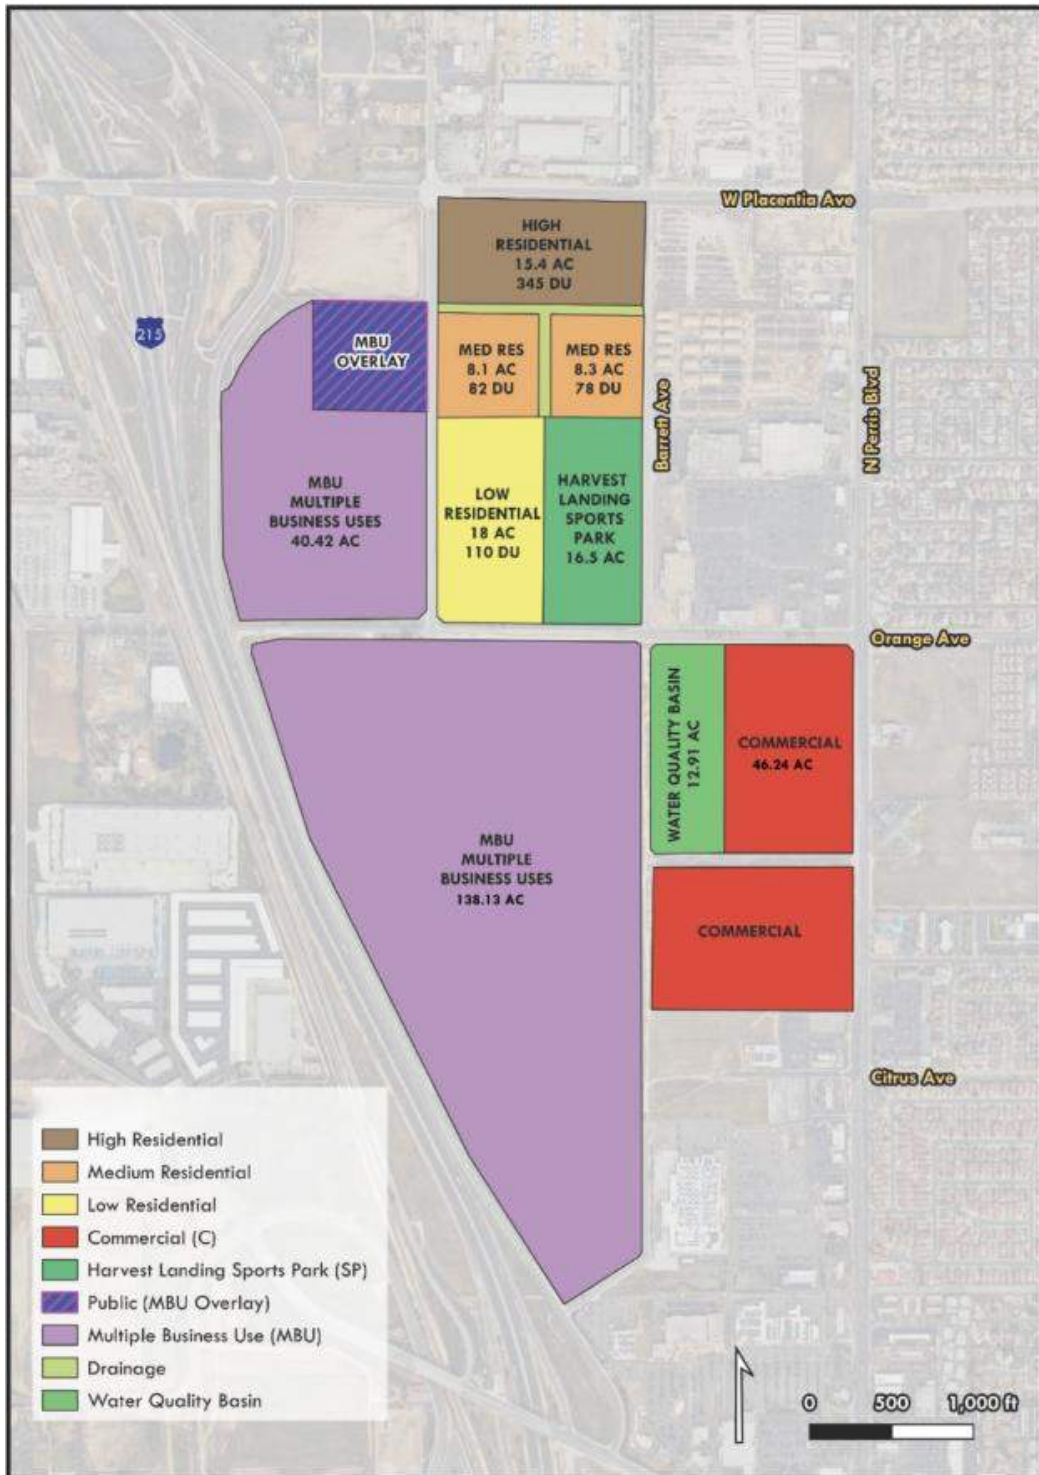 W Placentia Ave
HIGH
RESIDENTIAL
15.4 AC
345 DU
215
MBU
OVERLAY
MED RES
8.1 AC
82 DU
MED RES
8.3 AC
78 DU
Barrett Ave
N Perris Blvd
MBU
MULTIPLE
BUSINESS USES
40.42 AC
LOW
RESIDENTIAL
18 AC
110 DU
HARVEST
LANDING
SPORTS
PARK
16.5 AC
Orange Ave
WATER QUALITY BASIN
12.91 AC
COMMERCIAL
46.24 AC
MBU
MULTIPLE
BUSINESS USES
138.13 AC
COMMERCIAL
Citrus Ave
High Residential
Medium Residential
Low Residential
Commercial (C)
Harvest Landing Sports Park (SP)
Public (MBU Overlay)
Multiple Business Use (MBU)
Drainage
Water Quality Basin
0 500 1,000 ft